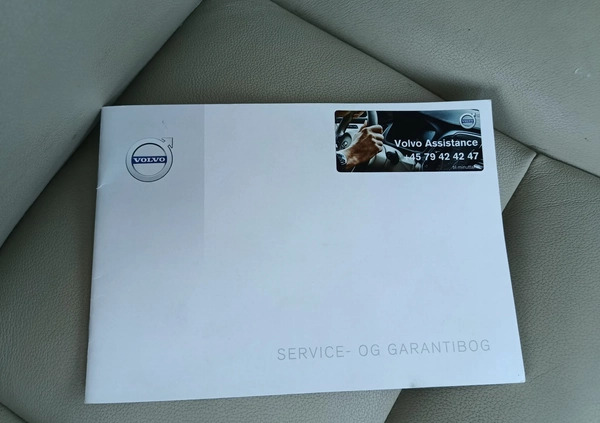 VOLVO
Volvo Assistance
+45 79 42 42 47
SERVICE- OG GARANTIBOG